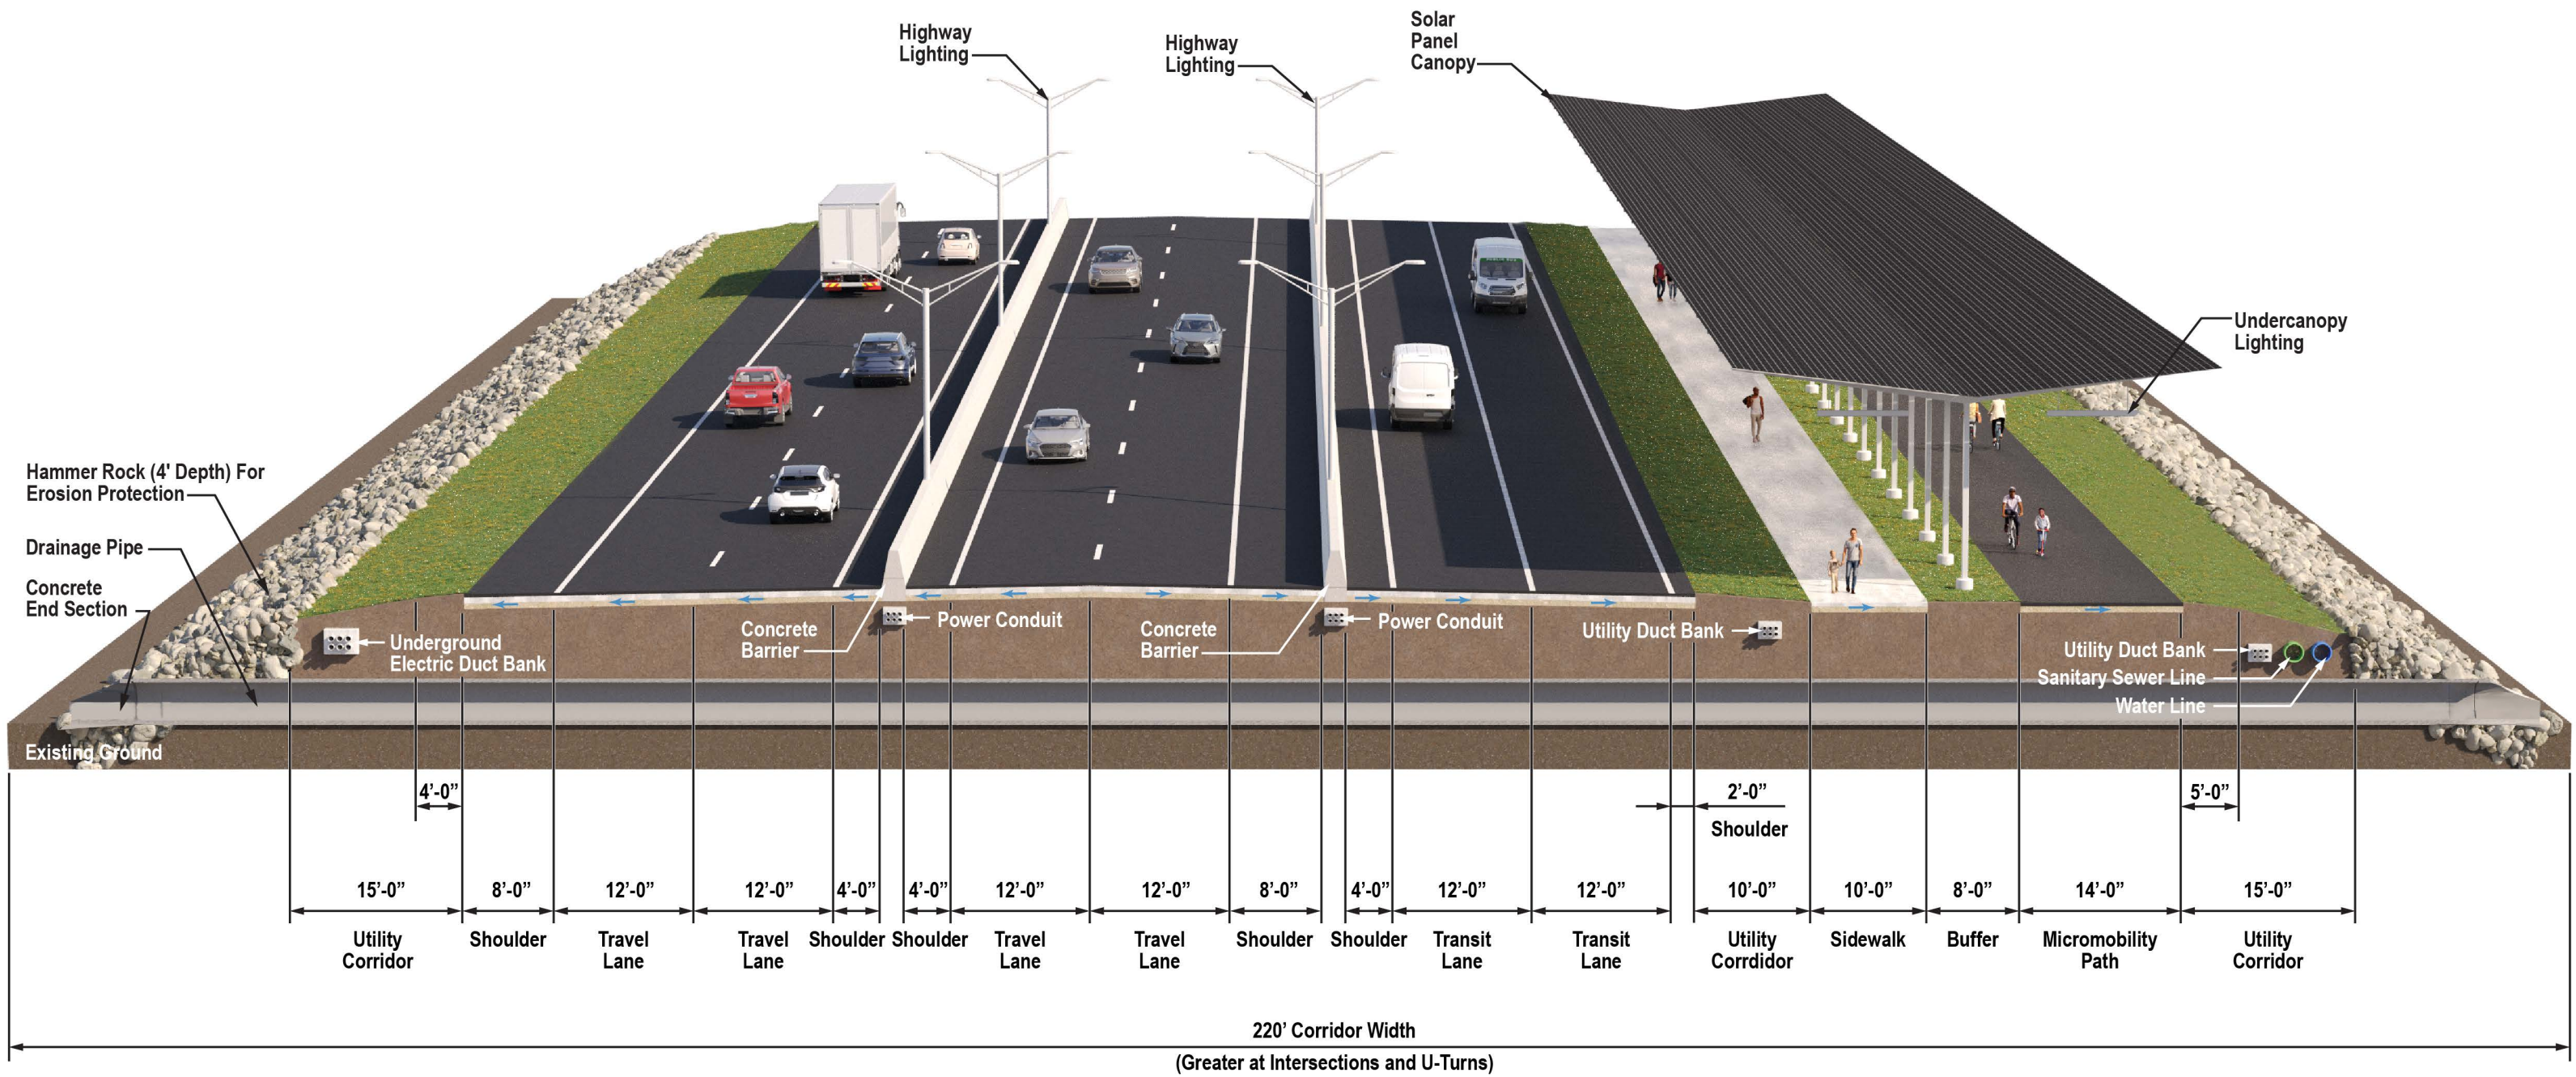 Highway
Lighting
Highway
Lighting
Solar
Panel
Canopy
Undercanopy
Lighting
Hammer Rock (4' Depth) For
Erosion Protection
Drainage Pipe
Concrete
End Section
Existing Ground
Underground
Electric Duct Bank
Concrete
Barrier
Power Conduit
Concrete
Barrier
Power Conduit
Utility Duct Bank
Utility Duct Bank
Sanitary Sewer Line
Water Line
4'-0”
2'-0”
Shoulder
5'-0”
15'-0” 8'-0” 12'-0” 12'-0” 4'-0” 4'-0” 12'-0” 12'-0” 8'-0” 4'-0” 12'-0” 12'-0” 10'-0” 10'-0” 8'-0” 14'-0” 15'-0”
Utility
Corridor
Shoulder
Travel
Lane
Travel
Lane
Shoulder
Shoulder
Travel
Lane
Travel
Lane
Shoulder
Shoulder
Transit
Lane
Transit
Lane
Utility
Corrdidor
Sidewalk
Buffer
Micromobility
Path
Utility
Corridor
220’ Corridor Width
(Greater at Intersections and U-Turns)